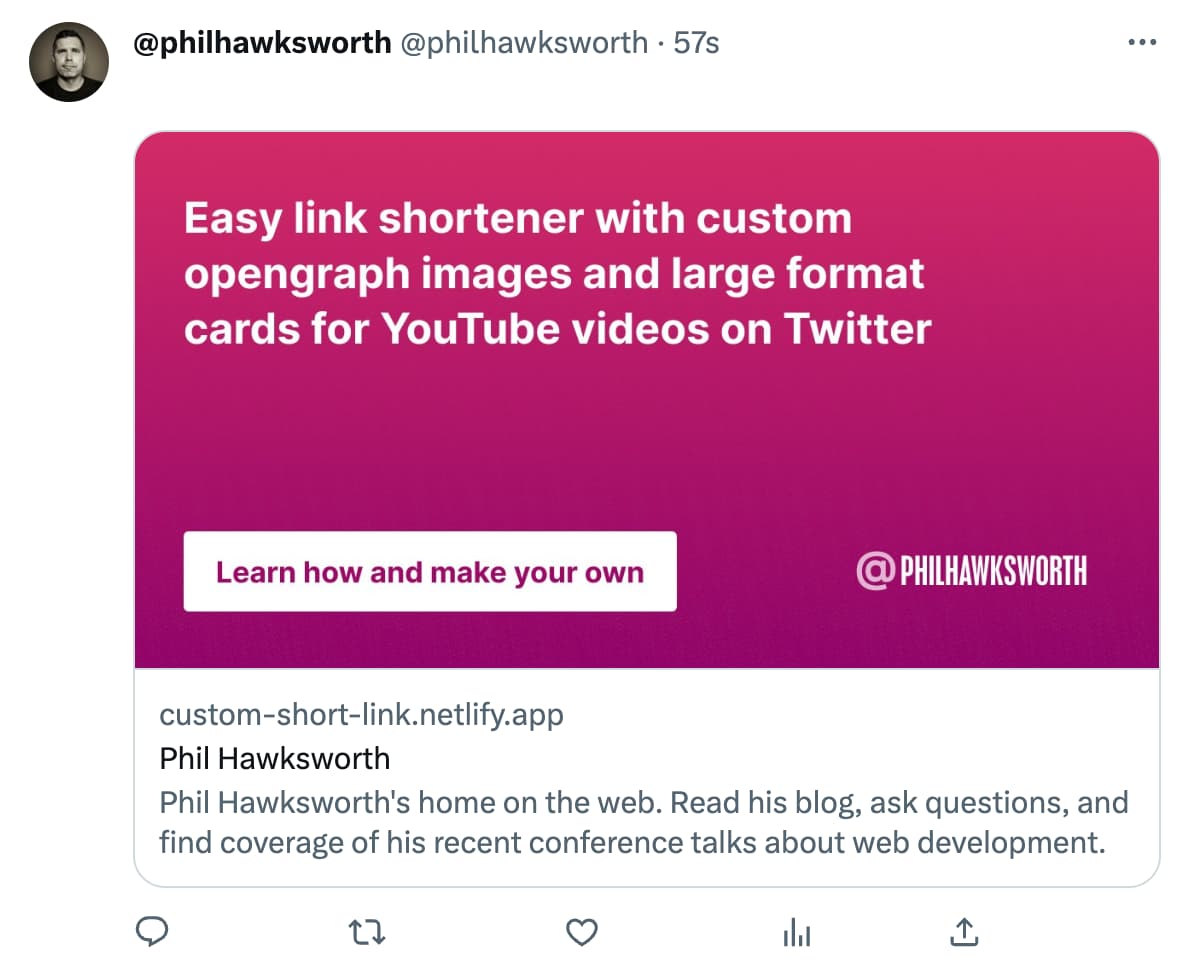 @philhawksworth @philhawksworth · 57s
Easy link shortener with custom
opengraph images and large format
cards for YouTube videos on Twitter
Learn how and make your own
@PHILHAWKSWORTH
custom-short-link.netlify.app
Phil Hawksworth
Phil Hawksworth's home on the web. Read his blog, ask questions, and
find coverage of his recent conference talks about web development.